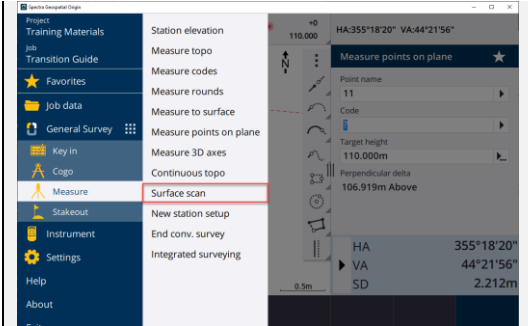 Spectra Geospatial Origin
Project
Training Materials
Job
Transition Guide
Favorites
Job data
General Survey
Key in
Cogo
Measure
Stakeout
Instrument
Settings
Help
About
Station elevation
Measure topo
Measure codes
Measure rounds
Measure to surface
Measure points on plane
Measure 3D axes
Continuous topo
Surface scan
New station setup
End conv. survey
Integrated surveying
+0
110.000
N
0.5m
HA:355°18'20" VA:44°21'56"
Measure points on plane
Point name
11
Code
?
Target height
110.000m
Perpendicular delta
106.919m Above
HA 355°18'20"
VA 44°21'56"
SD 2.212m